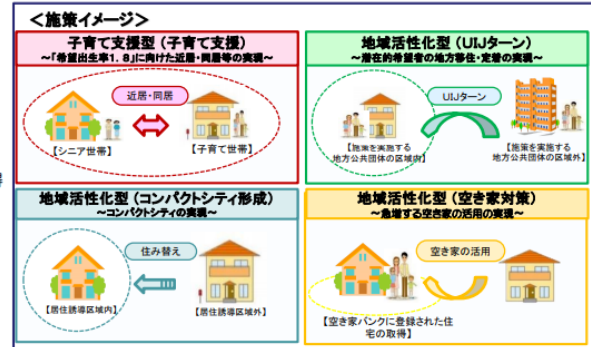 ＜施策イメージ＞
子育て支援型（子育て支援）
～「希望出生率１．８」に向けた近居・同居等の実現～
近居・同居
【シニア世帯】
【子育て世帯】
地域活性化型（ＵＩＪターン）
～潜在的希望者の地方移住・定着の実現～
UIJターン
【施策を実施する
地方公共団体の区域内】
【施策を実施する
地方公共団体の区域外】
地域活性化型（コンパクトシティ形成）
～コンパクトシティの実現～
住み替え
【居住誘導区域内】
【居住誘導区域外】
地域活性化型（空き家対策）
～急増する空き家の活用の実現～
空き家の活用
【空き家バンクに登録された住
宅の取得】